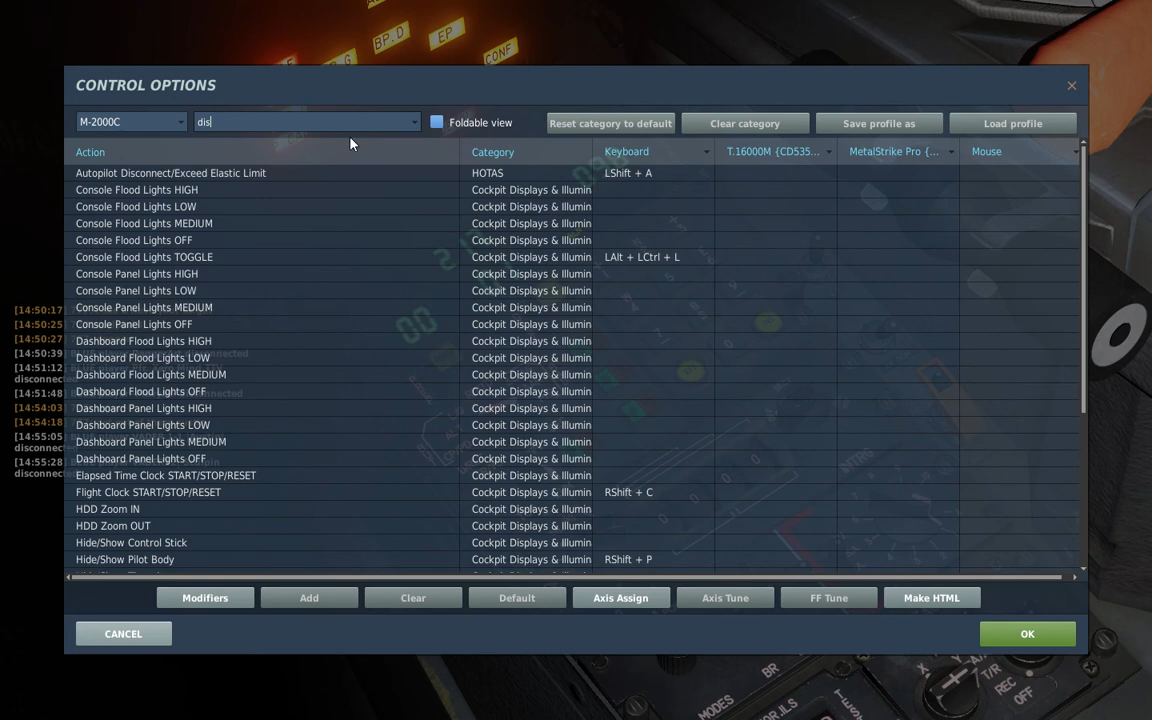 BP.D
EP
CONF
CONTROL OPTIONS
M-2000C
dis
Foldable view
Reset category to default
Clear category
Save profile as
Load profile
Action Category Keyboard T.16000M {CD535... MetalStrike Pro {... Mouse
Autopilot Disconnect/Exceed Elastic Limit HOTAS LShift + A
Console Flood Lights HIGH Cockpit Displays & Illumin
Console Flood Lights LOW Cockpit Displays & Illumin
Console Flood Lights MEDIUM Cockpit Displays & Illumin
Console Flood Lights OFF Cockpit Displays & Illumin
Console Flood Lights TOGGLE Cockpit Displays & Illumin LAlt + LCtrl + L
Console Panel Lights HIGH Cockpit Displays & Illumin
Console Panel Lights LOW Cockpit Displays & Illumin
Console Panel Lights MEDIUM Cockpit Displays & Illumin
Console Panel Lights OFF Cockpit Displays & Illumin
Dashboard Flood Lights HIGH Cockpit Displays & Illumin
Dashboard Flood Lights LOW Cockpit Displays & Illumin
Dashboard Flood Lights MEDIUM Cockpit Displays & Illumin
Dashboard Flood Lights OFF Cockpit Displays & Illumin
Dashboard Panel Lights HIGH Cockpit Displays & Illumin
Dashboard Panel Lights LOW Cockpit Displays & Illumin
Dashboard Panel Lights MEDIUM Cockpit Displays & Illumin
Dashboard Panel Lights OFF Cockpit Displays & Illumin
Elapsed Time Clock START/STOP/RESET Cockpit Displays & Illumin
Flight Clock START/STOP/RESET Cockpit Displays & Illumin RShift + C
HDD Zoom IN Cockpit Displays & Illumin
HDD Zoom OUT Cockpit Displays & Illumin
Hide/Show Control Stick Cockpit Displays & Illumin
Hide/Show Pilot Body Cockpit Displays & Illumin RShift + P
[14:50:17]
[14:50:25]
[14:50:27]
[14:50:39] disconnected
[14:51:12]
disconnected
[14:51:48]
[14:54:03]
[14:54:18]
[14:55:05]
disconnected
[14:55:28]
disconnected
Modifiers
Add
Clear
Default
Axis Assign
Axis Tune
FF Tune
Make HTML
CANCEL
OK
BR
MODES
T/R
REC
OFF